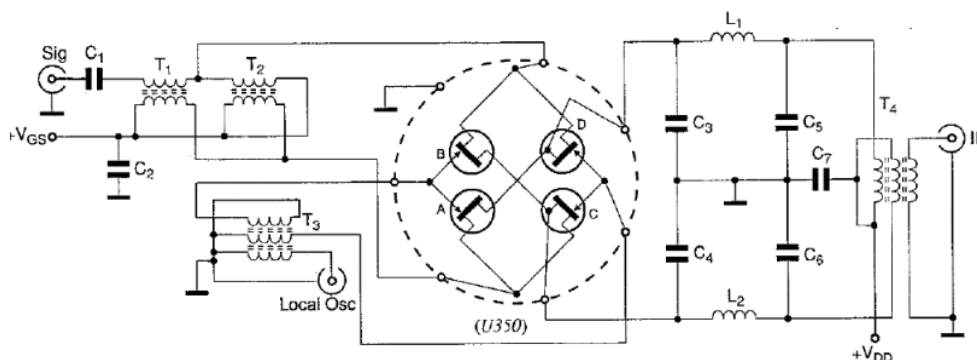 Sig
C1
T1
T2
+VGS
C2
T3
Local Osc
B
D
A
C
(U350)
L1
C3
C5
C7
T4
C4
C6
L2
+VDD